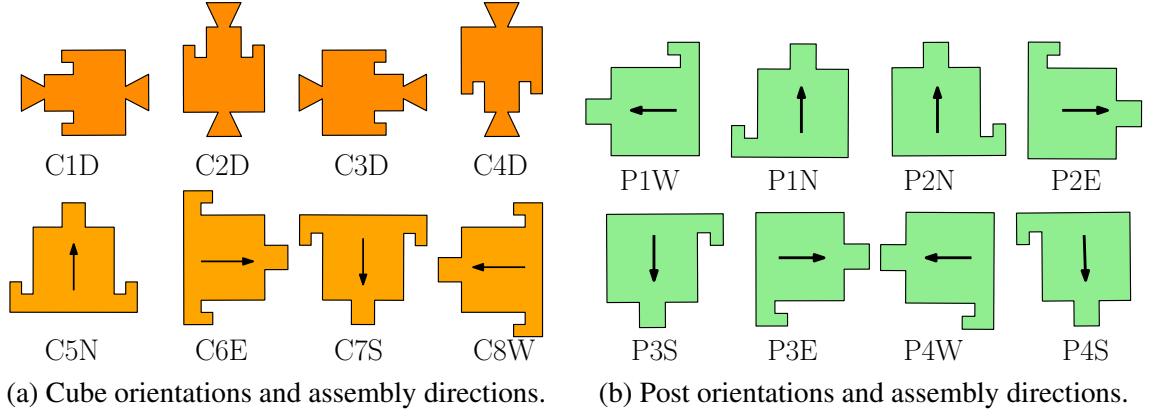 C1D C2D C3D C4D P1W P1N P2N P2E
C5N C6E C7S C8W P3S P3E P4W P4S
(a) Cube orientations and assembly directions. (b) Post orientations and assembly directions.